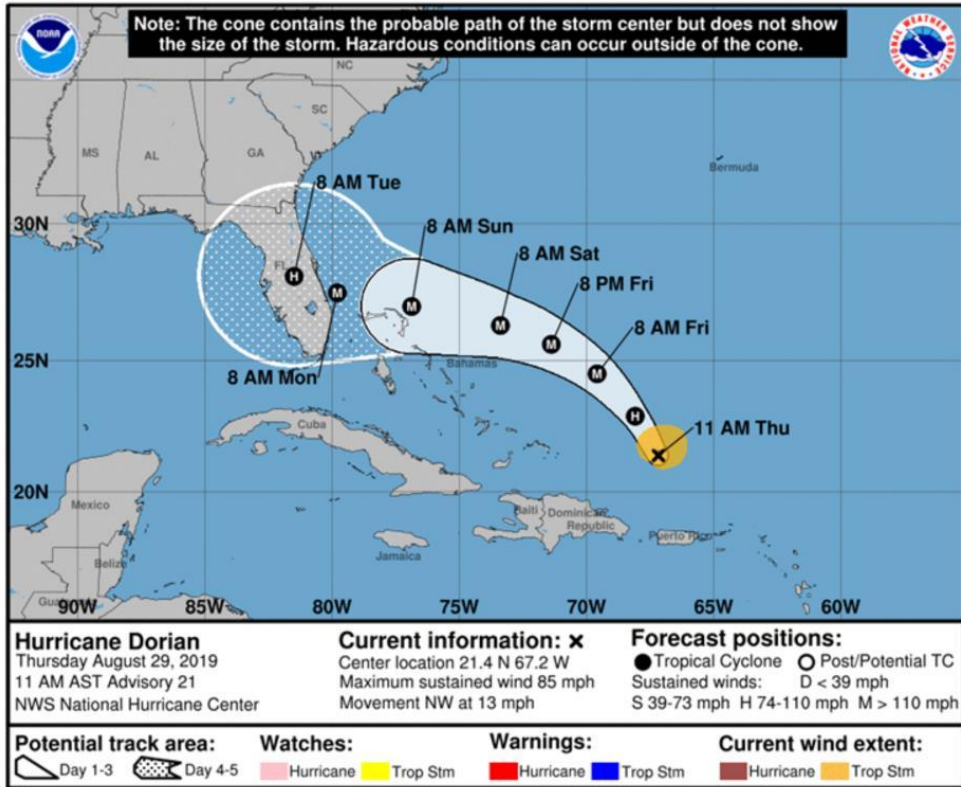 Note: The cone contains the probable path of the storm center but does not show
the size of the storm. Hazardous conditions can occur outside of the cone.
NOAA
NATIONAL WEATHER SERVICE
NC
SC
MS
AL
GA
Bermuda
8 AM Tue
30N
8 AM Sun
8 AM Sat
FL
H
M
8 PM Fri
M
M
M
8 AM Fri
M
25N
8 AM Mon
Bahamas
H
11 AM Thu
Cuba
20N
Mexico
Haiti
Dominican
Republic
Puerto Rico
Jamaica
Belize
90W 85W 80W 75W 70W 65W 60W
Hurricane Dorian
Thursday August 29, 2019
11 AM AST Advisory 21
NWS National Hurricane Center
Current information: ×
Center location 21.4 N 67.2 W
Maximum sustained wind 85 mph
Movement NW at 13 mph
Forecast positions:
Tropical Cyclone Post/Potential TC
Sustained winds: D < 39 mph
S 39-73 mph H 74-110 mph M > 110 mph
Potential track area:
Day 1-3 Day 4-5
Watches:
Hurricane Trop Stm
Warnings:
Hurricane Trop Stm
Current wind extent:
Hurricane Trop Stm